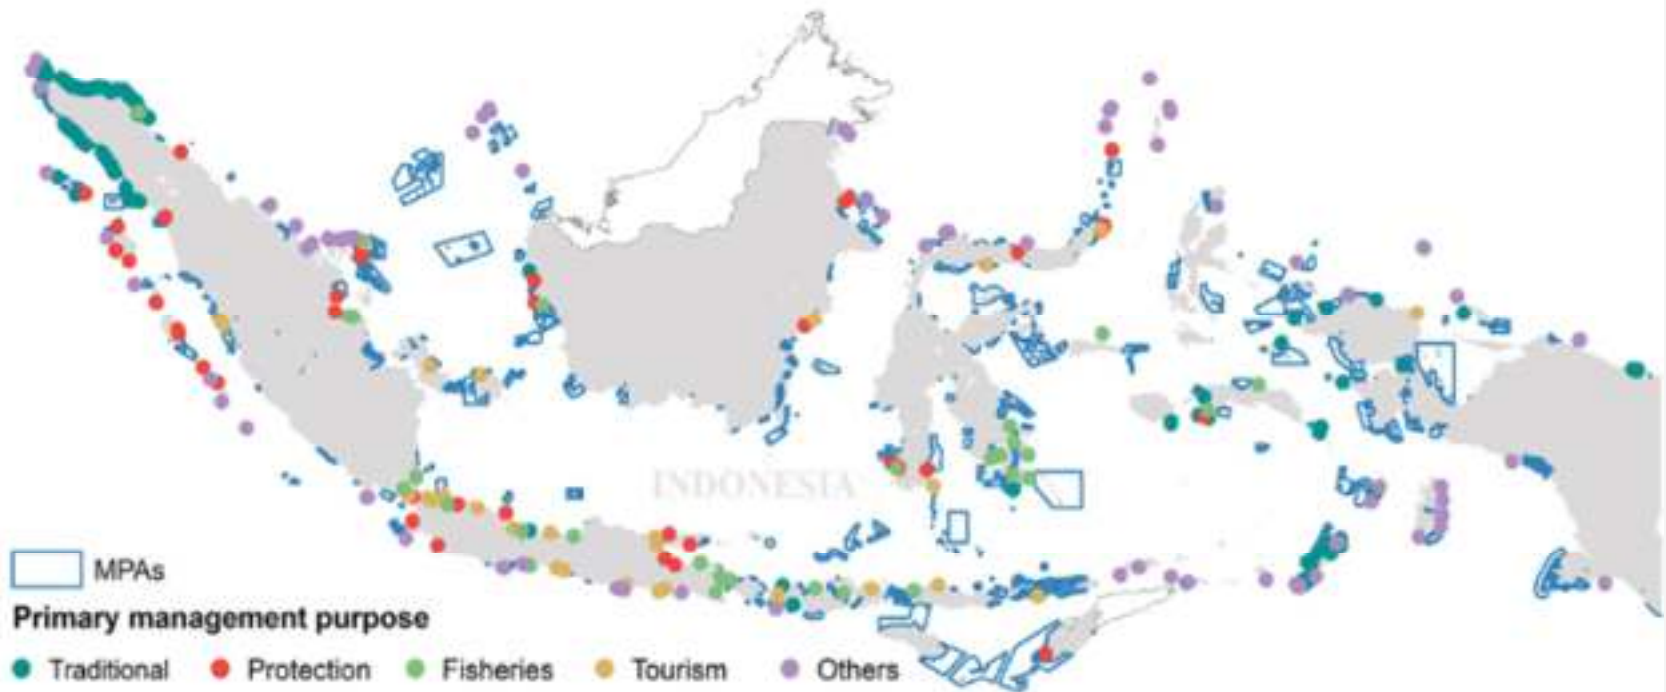 INDONESIA
MPAs
Primary management purpose
Traditional Protection Fisheries Tourism Others